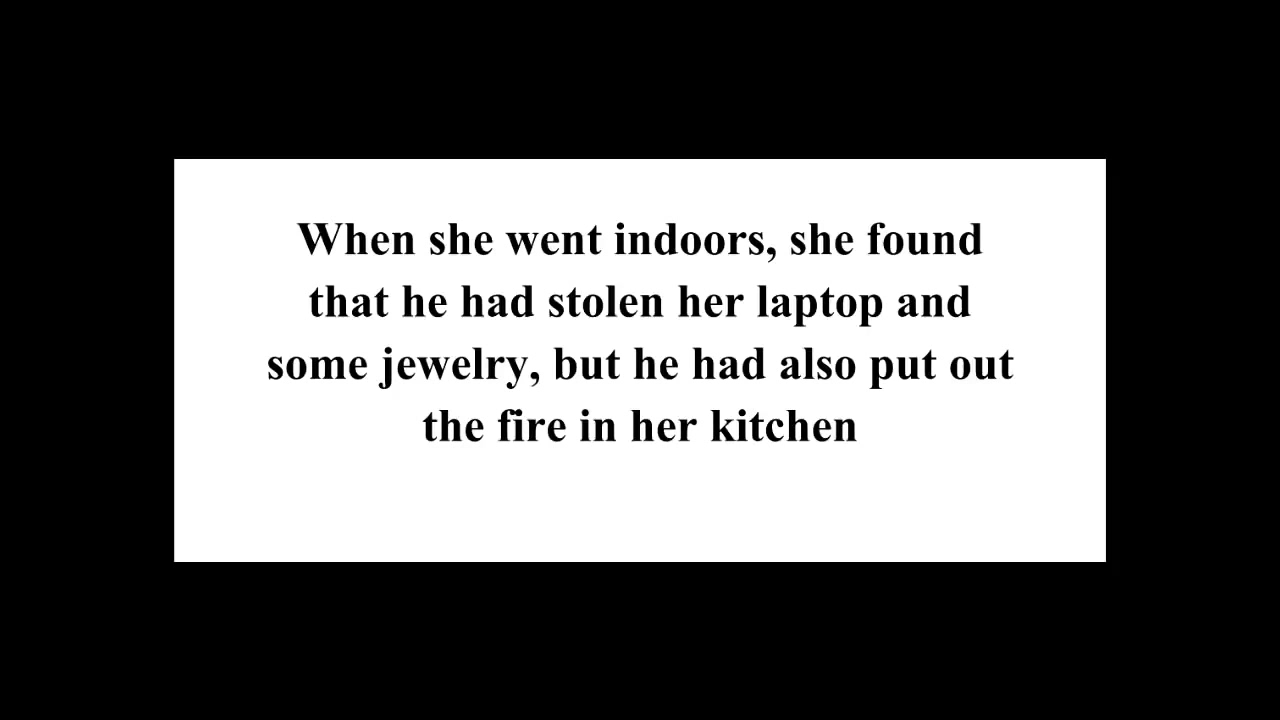 When she went indoors, she found
that he had stolen her laptop and
some jewelry, but he had also put out
the fire in her kitchen